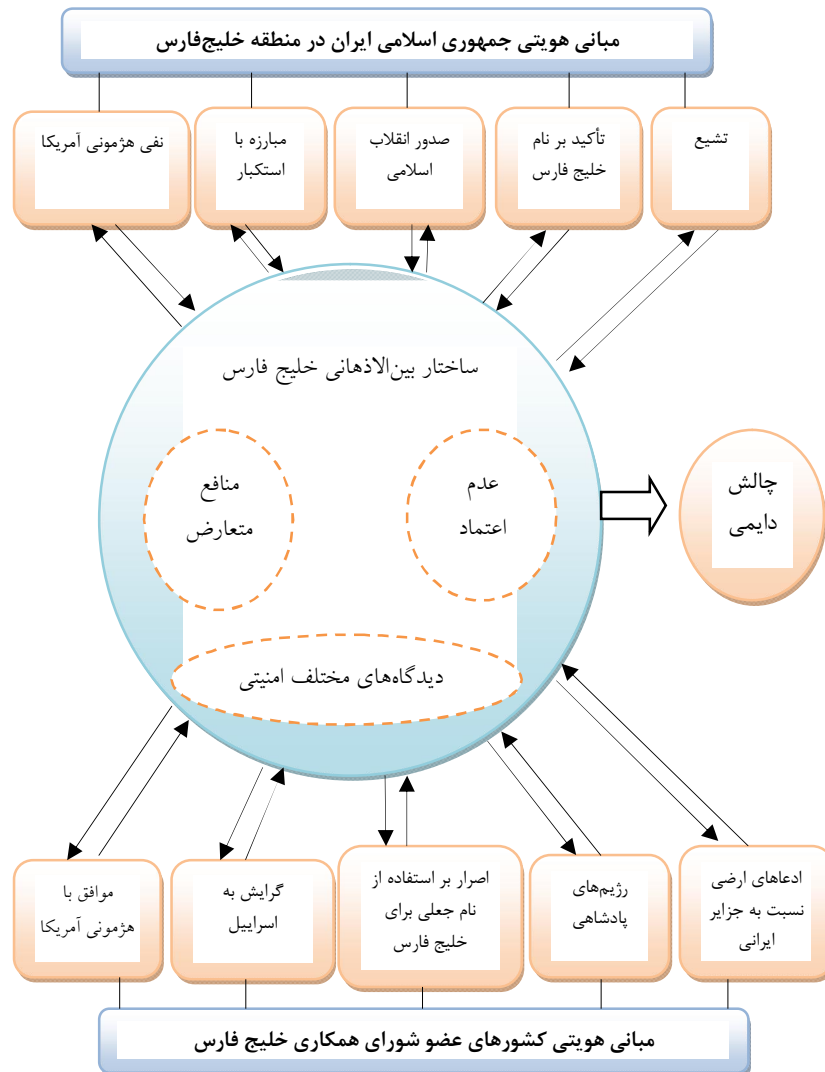 مبانی هویتی جمهوری اسلامی ایران در منطقه خلیج‌فارس
تشیع
تأکید بر نام
خلیج فارس
صدور انقلاب
اسلامی
مبارزه با
استکبار
نفی هژمونی آمریکا
ساختار بین‌الاذهانی خلیج فارس
عدم
اعتماد
منافع
متعارض
دیدگاه‌های مختلف امنیتی
چالش
دایمی
ادعاهای ارضی
نسبت به جزایر
ایرانی
رژیم‌های
پادشاهی
اصرار بر استفاده از
نام جعلی برای
خلیج فارس
گرایش به
اسراییل
موافق با
هژمونی آمریکا
مبانی هویتی کشورهای عضو شورای همکاری خلیج فارس